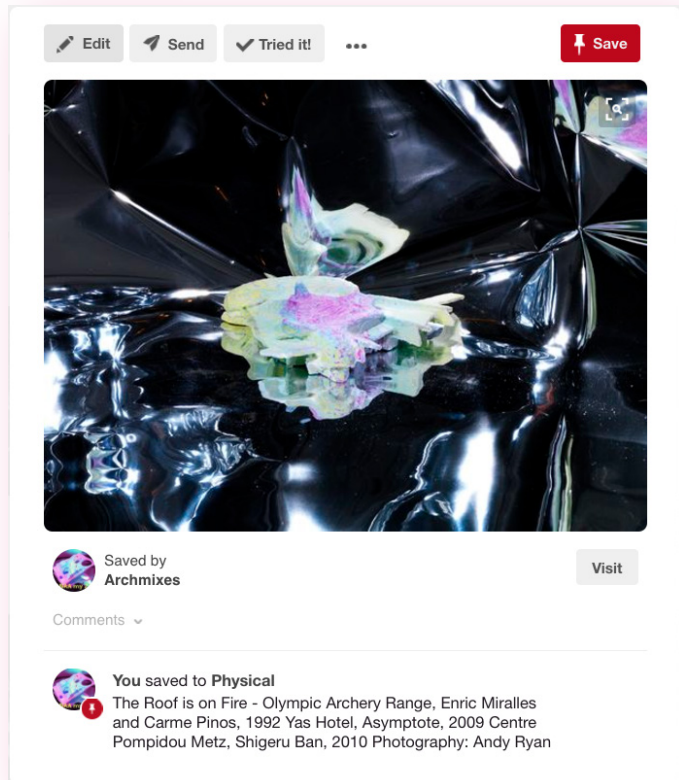 Edit Send Tried it! Save
Saved by
Archmixes
Visit
Comments
You saved to Physical
The Roof is on Fire - Olympic Archery Range, Enric Miralles
and Carme Pinos, 1992 Yas Hotel, Asymptote, 2009 Centre
Pompidou Metz, Shigeru Ban, 2010 Photography: Andy Ryan